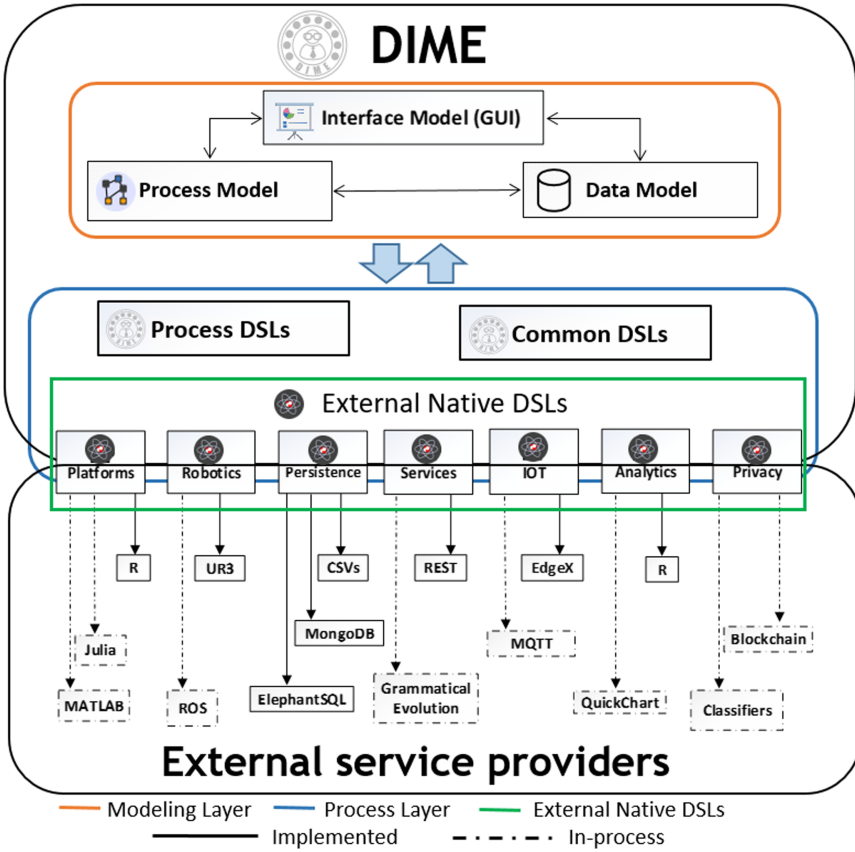 DIME
DIME
Interface Model (GUI)
Process Model
Data Model
Process DSLs
Common DSLs
External Native DSLs
Platforms
Robotics
Persistence
Services
IOT
Analytics
Privacy
R
UR3
CSVs
REST
EdgeX
R
MongoDB
Julia
MQTT
Blockchain
MATLAB
ROS
ElephantSQL
Grammatical
Evolution
QuickChart
Classifiers
External service providers
Modeling Layer
Process Layer
External Native DSLs
Implemented
In-process